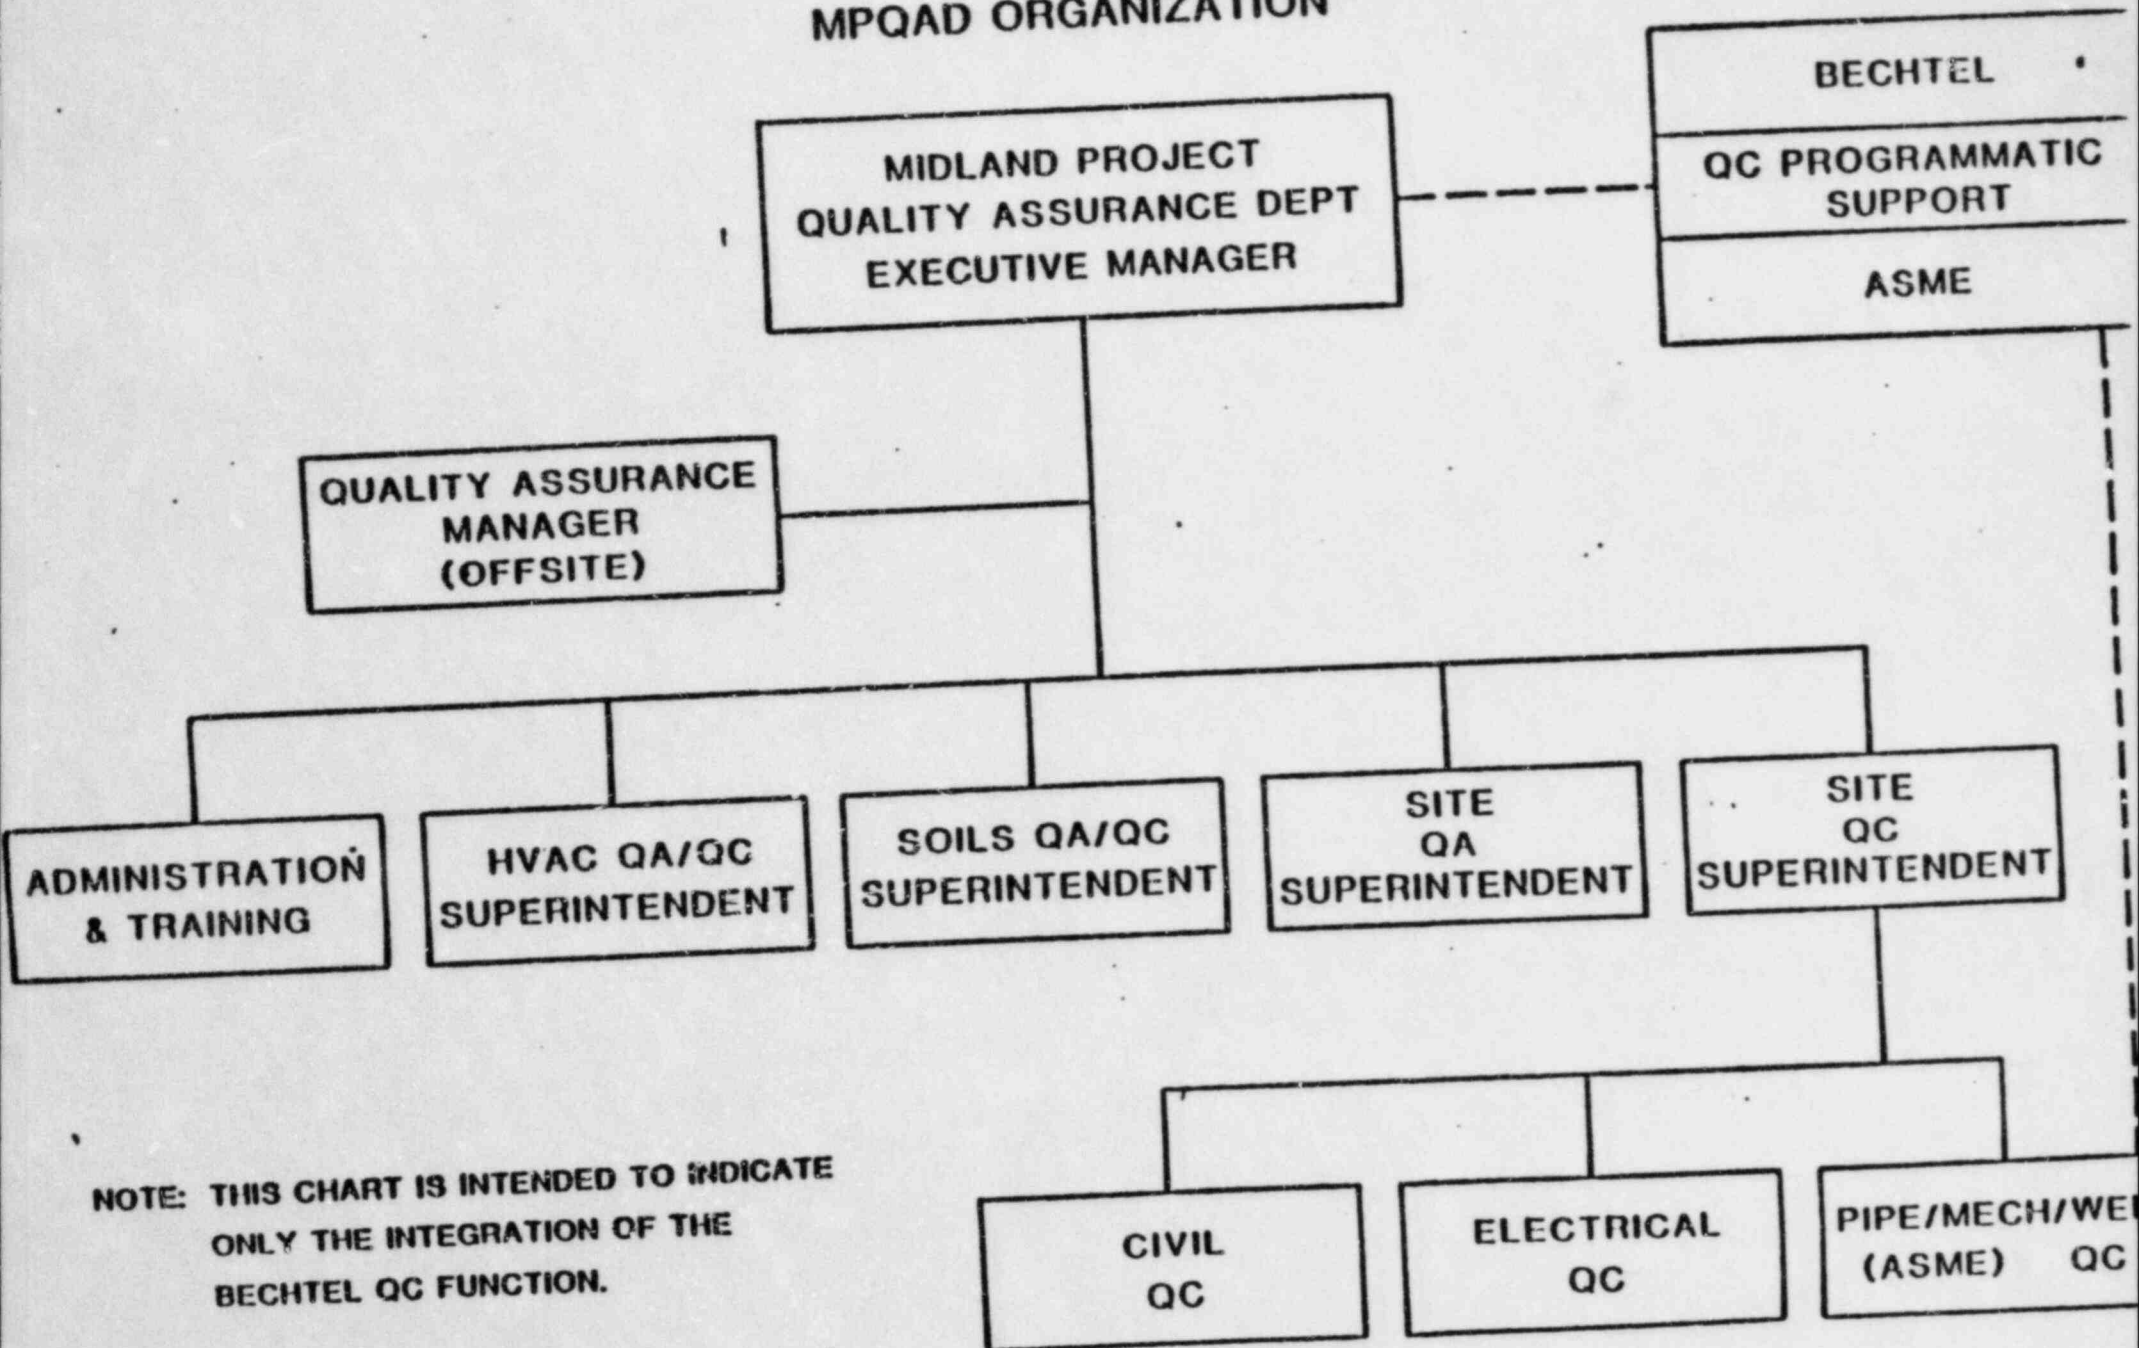 MPQAD ORGANIZATION
BECHTEL
QC PROGRAMMATIC
SUPPORT
ASME
MIDLAND PROJECT
QUALITY ASSURANCE DEPT
EXECUTIVE MANAGER
QUALITY ASSURANCE
MANAGER
(OFFSITE)
ADMINISTRATION
& TRAINING
HVAC QA/QC
SUPERINTENDENT
SOILS QA/QC
SUPERINTENDENT
SITE
QA
SUPERINTENDENT
SITE
QC
SUPERINTENDENT
CIVIL
QC
ELECTRICAL
QC
PIPE/MECH/
(ASME) QC
NOTE: THIS CHART IS INTENDED TO INDICATE
ONLY THE INTEGRATION OF THE
BECHTEL QC FUNCTION.